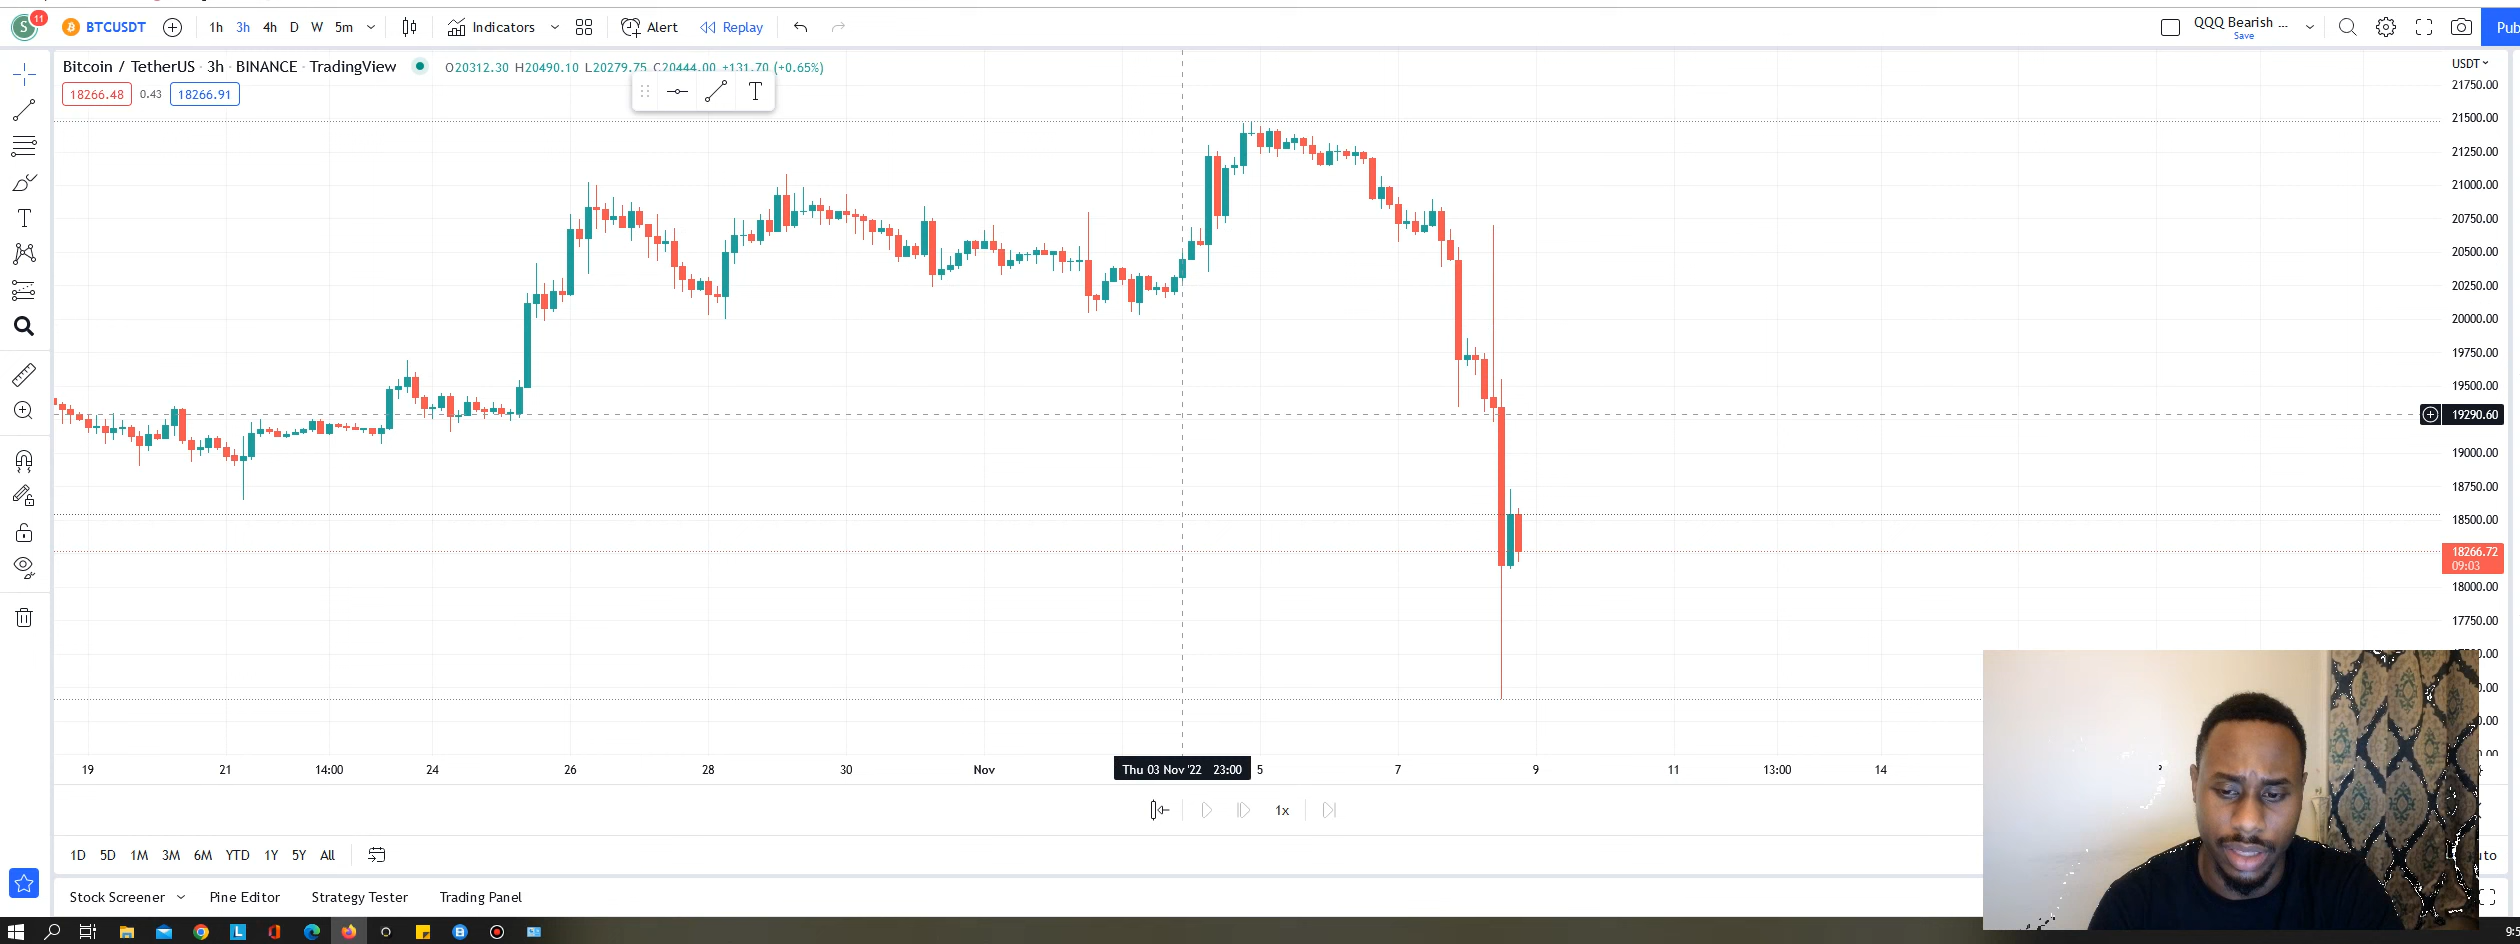 S 11 BTCUSDT 1h 3h 4h D W 5m Indicators Alert Replay QQQ Bearish ... Save
Bitcoin / TetherUS · 3h · BINANCE · TradingView O20312.30 H20490.10 L20279.75 C20444.00 +131.70 (+0.65%) USDT
18266.48 0.43 18266.91
T
21750.00
21500.00
21250.00
21000.00
20750.00
20500.00
20250.00
20000.00
19750.00
19500.00
19290.60
19000.00
18750.00
18500.00
18266.72
09:03
18000.00
17750.00
T
19 21 14:00 24 26 28 30 Nov Thu 03 Nov '22 23:00 5 7 9 11 13:00 14
1x
1D 5D 1M 3M 6M YTD 1Y 5Y All
Stock Screener Pine Editor Strategy Tester Trading Panel